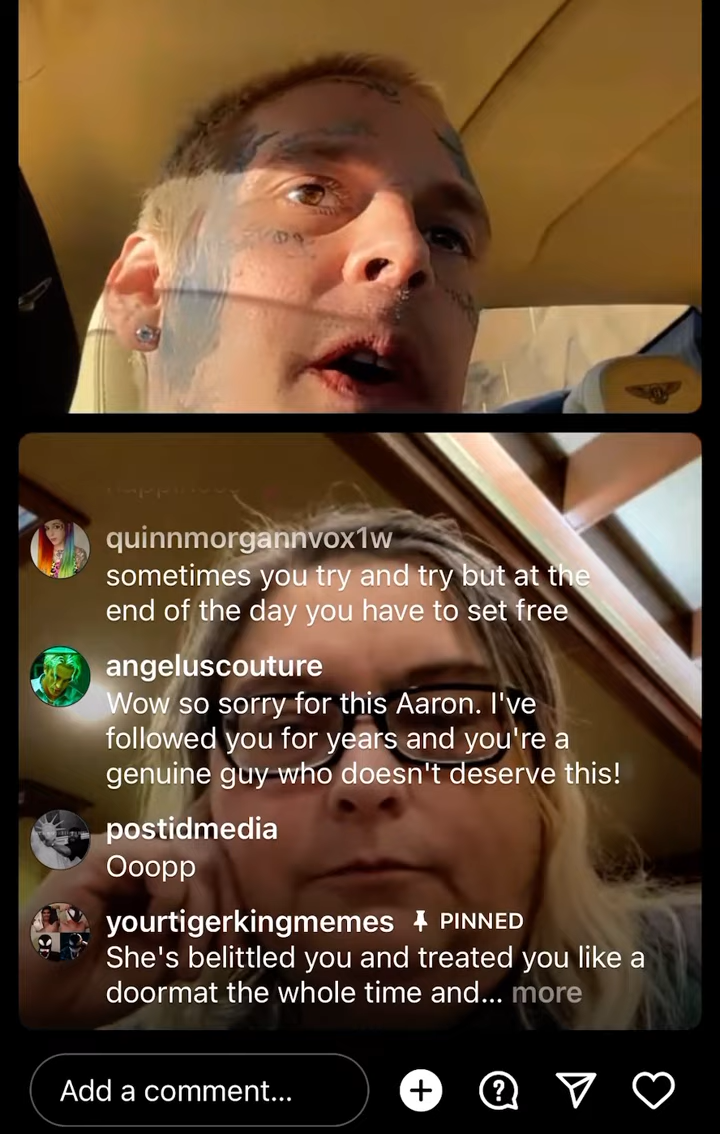 quinnmorgannvox1w
sometimes you try and try but at the
end of the day you have to set free
angeluscouture
Wow so sorry for this Aaron. I've
followed you for years and you're a
genuine guy who doesn't deserve this!
postidmedia
Ooopp
yourtigerkingmemes PINNED
She's belittled you and treated you like a
doormat the whole time and... more
Add a comment...